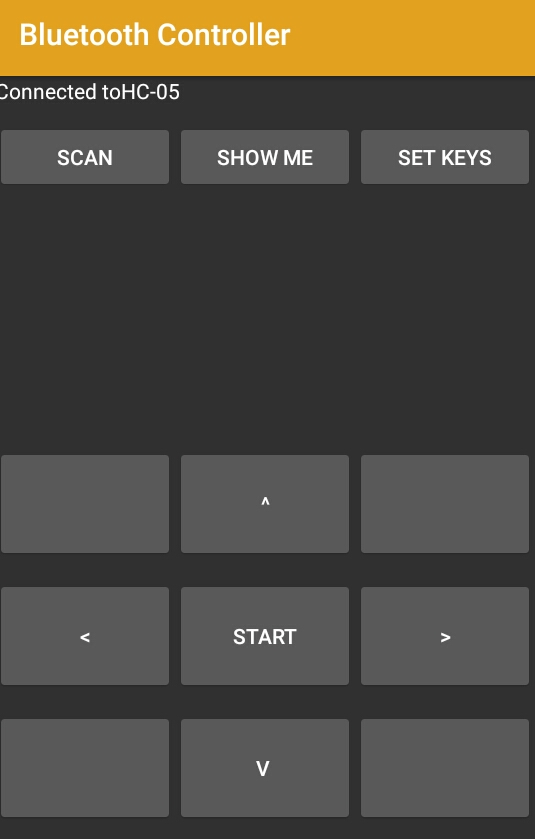 Bluetooth Controller
Connected toHC-05
SCAN SHOW ME SET KEYS
^
< START >
V